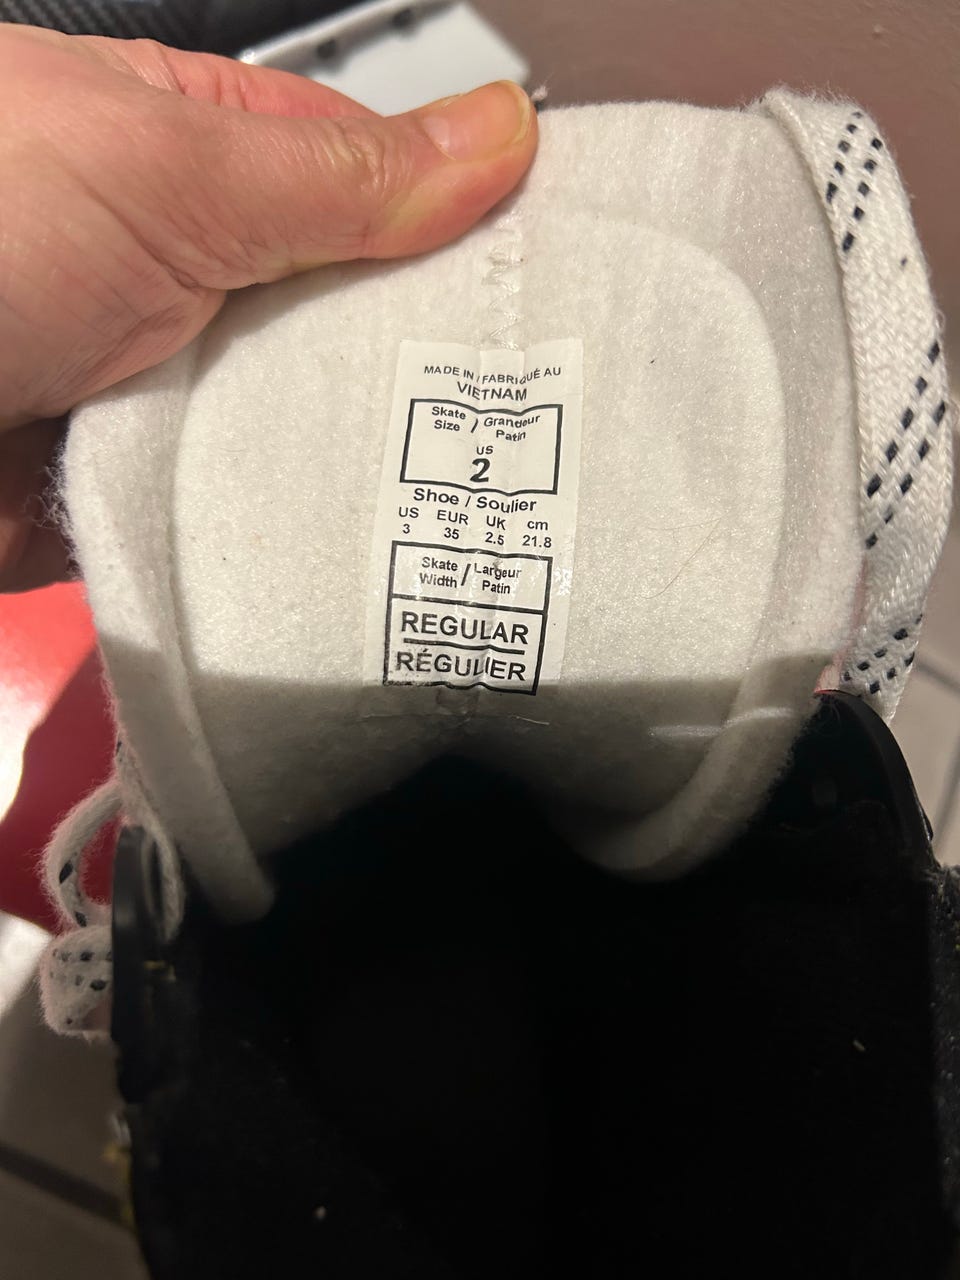 MADE IN / FABRIQUÉ AU
VIETNAM
Skate Size / Grandeur Patin
US
2
Shoe / Soulier
US EUR UK cm
3 35 2.5 21.8
Skate Width / Largeur Patin
REGULAR
RÉGULIER